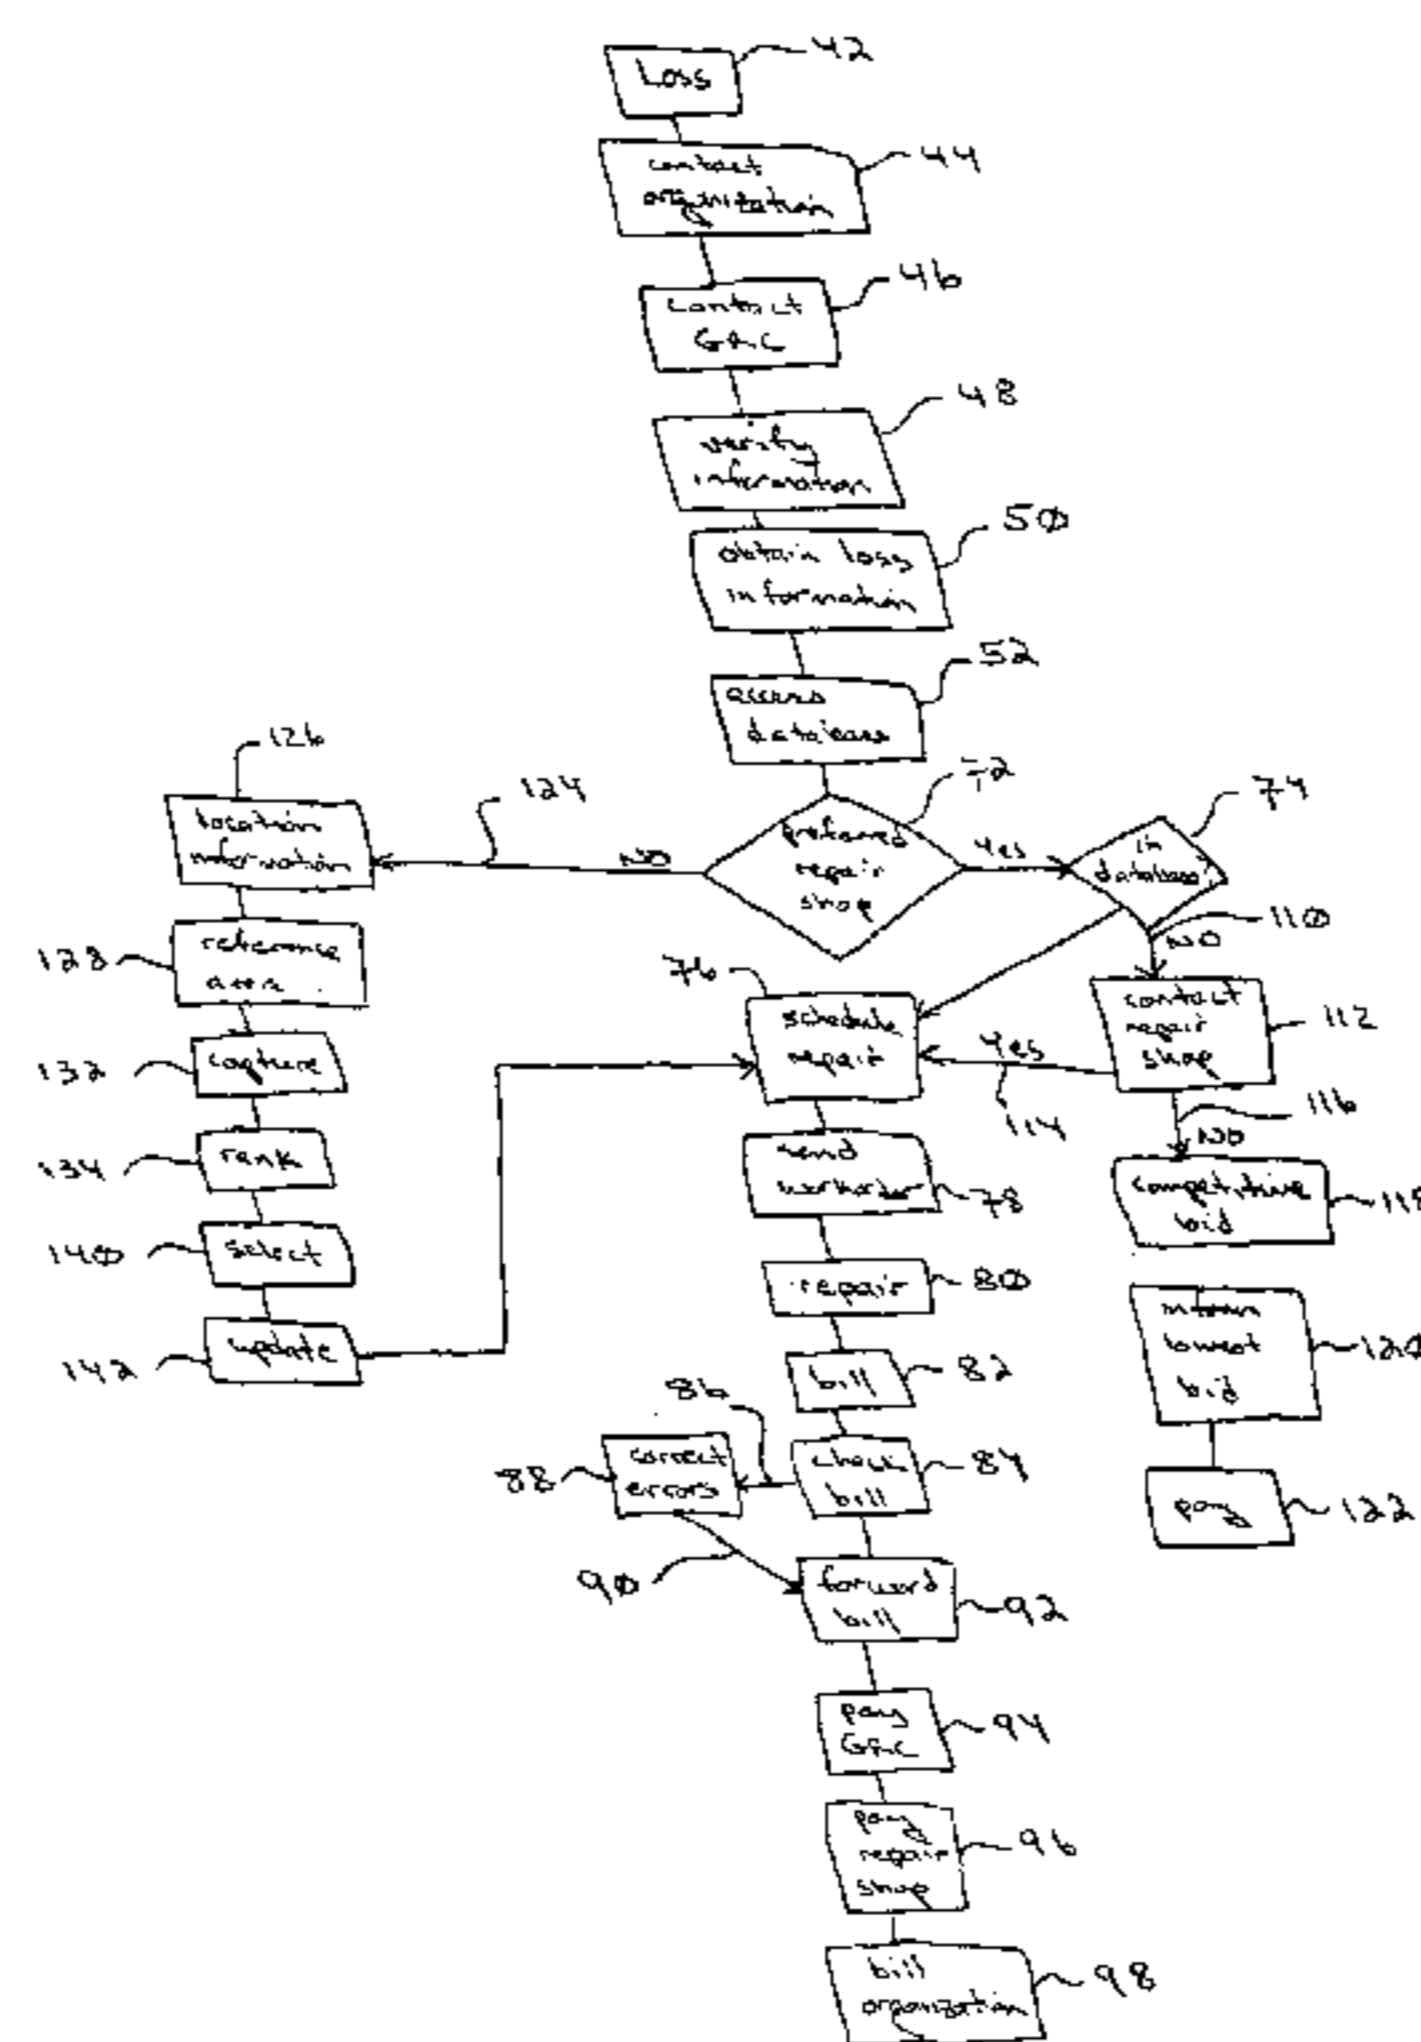 42
Loss
44
contact
organization
46
contact
48
verify
information
50
obtain loss
information
52
access
database
126
124
72
74
location
information
NO
preferred
repair
shop
Yes
in
database?
110
NO
128
reference
area
76
schedule
repair
contact
repair
shop
112
132
capture
Yes
114
116
NO
134
rank
send
workorder
78
competitive
bid
118
140
select
repair
80
lowest
bid
120
142
update
bill
82
86
88
correct
errors
check
bill
84
pay
122
90
forward
bill
92
pay
94
pay
repair
shop
96
bill
organization
98